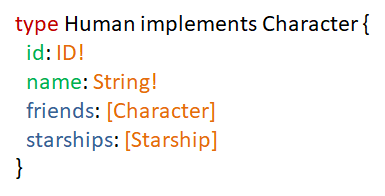 type Human implements Character {
id: ID!
name: String!
friends: [Character]
starships: [Starship]
}